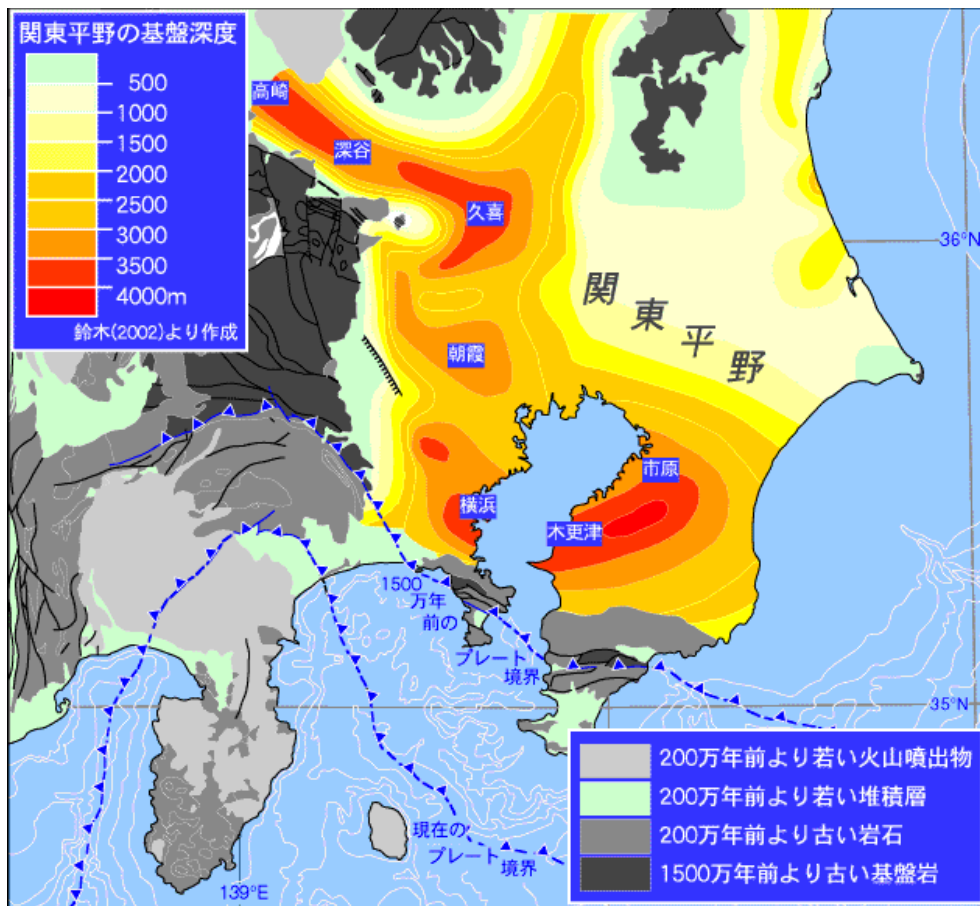 関東平野の基盤深度
500
1000
1500
2000
2500
3000
3500
4000m
鈴木(2002)より作成
高崎
深谷
久喜
36°N
関東平野
朝霞
市原
横浜
木更津
1500
万年
前の
プレート
境界
35°N
現在の
プレート
境界
139°E
200万年前より若い火山噴出物
200万年前より若い堆積層
200万年前より古い岩石
1500万年前より古い基盤岩